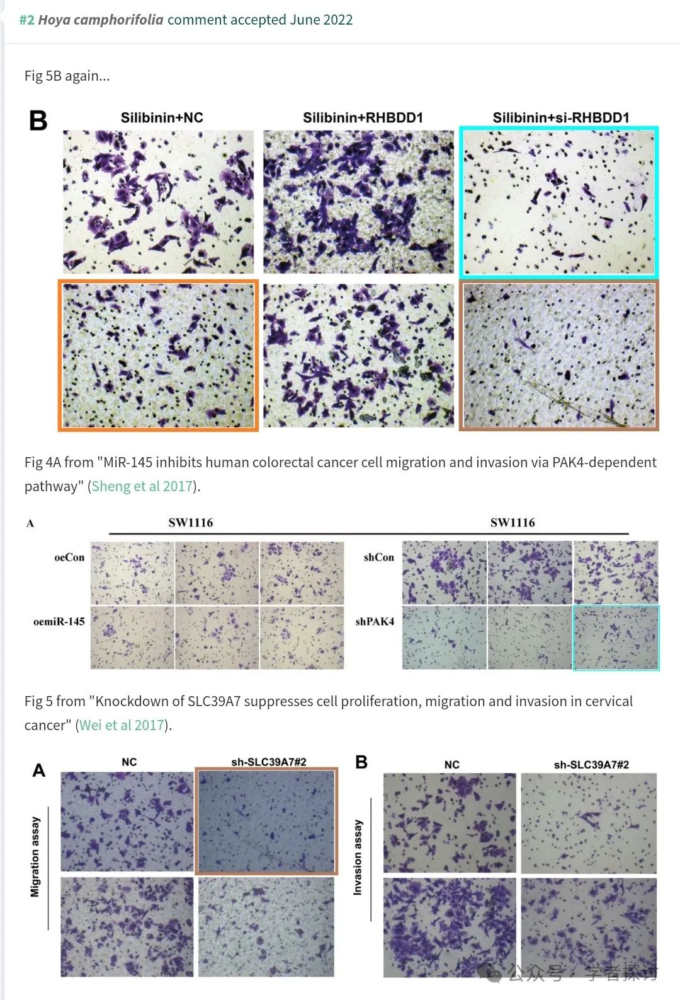 #2 Hoya camphorifolia comment accepted June 2022
Fig 5B again...
B
Silibinin+NC Silibinin+RHBDD1 Silibinin+si-RHBDD1
Fig 4A from "MiR-145 inhibits human colorectal cancer cell migration and invasion via PAK4-dependent
pathway" (Sheng et al 2017).
A
SW1116 SW1116
oeCon shCon
oemiR-145 shPAK4
Fig 5 from "Knockdown of SLC39A7 suppresses cell proliferation, migration and invasion in cervical
cancer" (Wei et al 2017).
A
NC sh-SLC39A7#2
Migration assay
B
NC sh-SLC39A7#2
Invasion assay
公众号 · 学者探讨